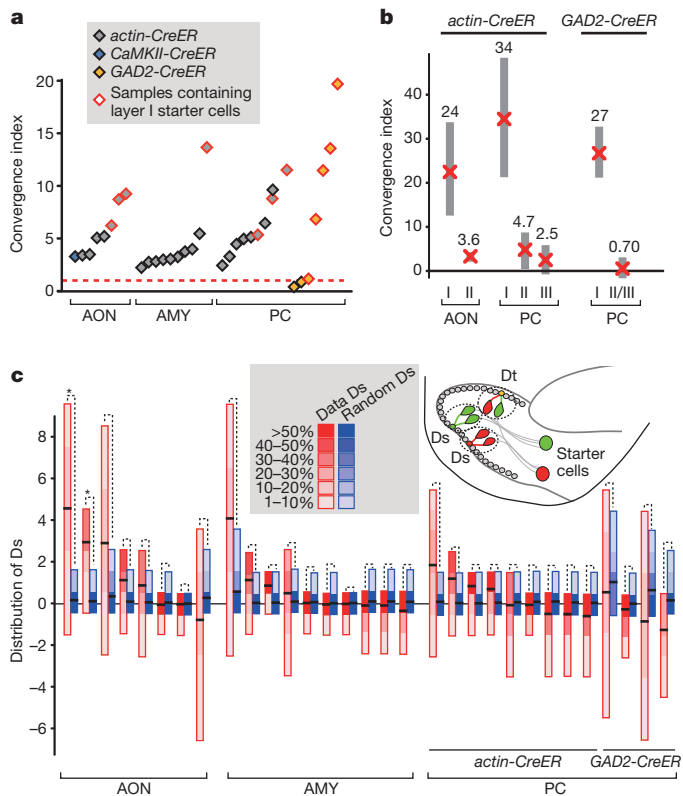 a
actin-CreER
CaMKII-CreER
GAD2-CreER
Samples containing
layer I starter cells
Convergence index
20
15
10
5
0
AON
AMY
PC
b
actin-CreER
GAD2-CreER
Convergence index
40
30
20
10
0
24
3.6
34
4.7
2.5
27
0.70
I II
I II III
I II/III
AON
PC
PC
c
Distribution of Ds
8
6
4
2
0
−2
−4
−6
*
*
Data Ds
Random Ds
>50%
40–50%
30–40%
20–30%
10–20%
1–10%
Dt
Ds
Ds
Starter
cells
actin-CreER
GAD2-CreER
AON
AMY
PC